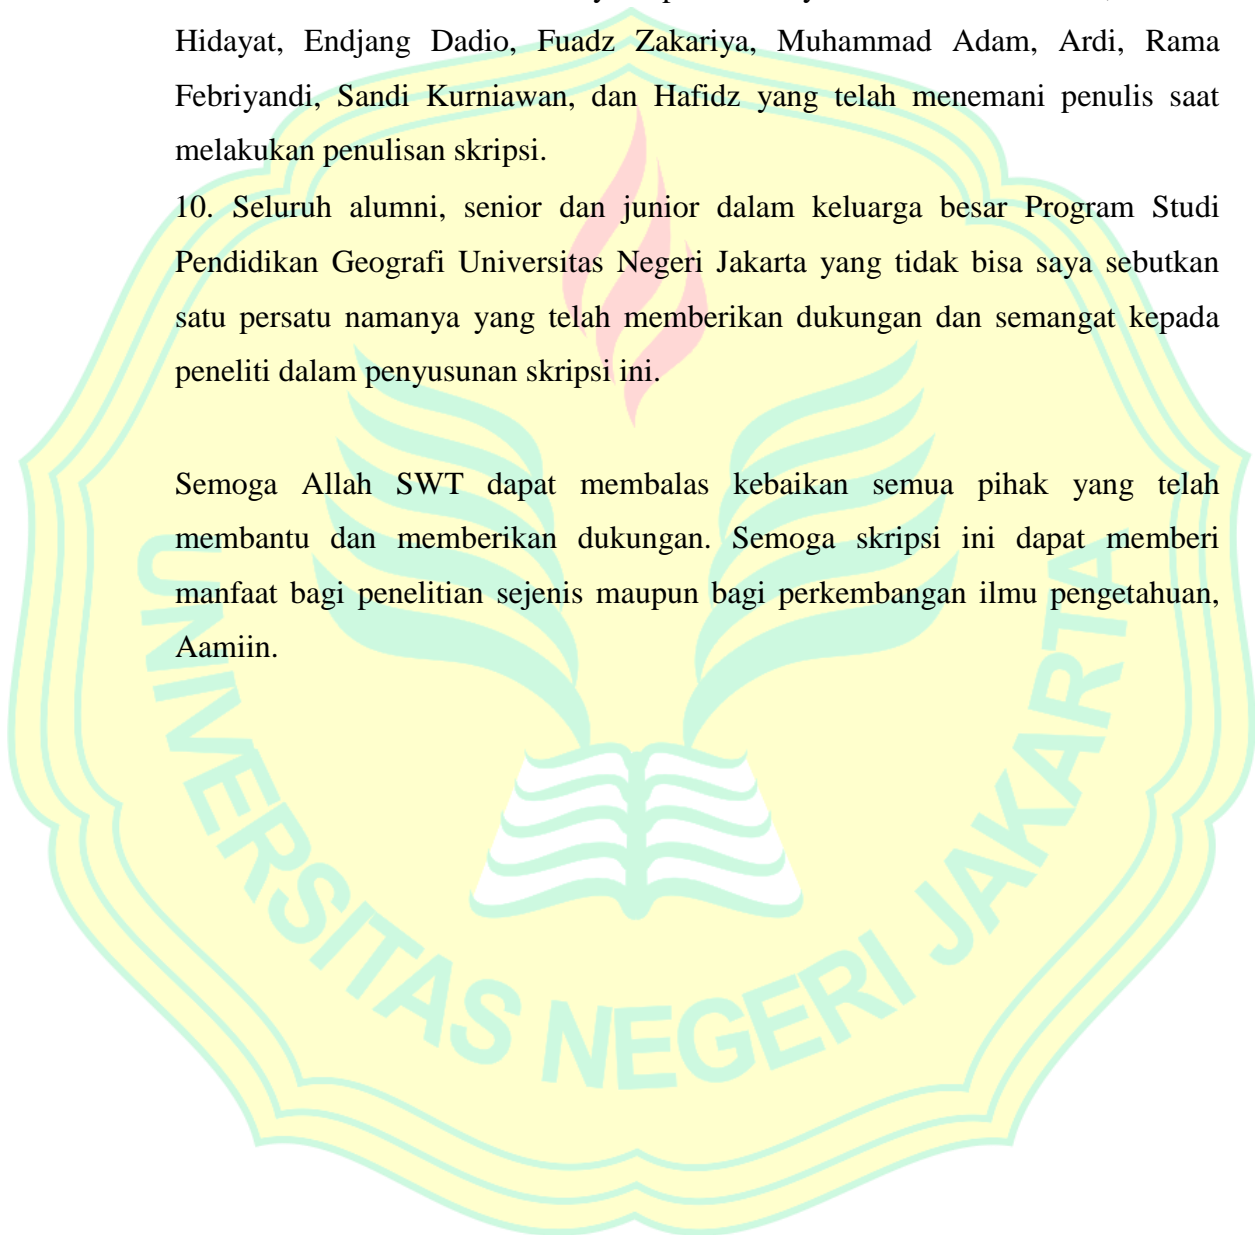 Hidayat, Endjang Dadio, Fuadz Zakariya, Muhammad Adam, Ardi, Rama
Febriyandi, Sandi Kurniawan, dan Hafidz yang telah menemani penulis saat
melakukan penulisan skripsi.
10. Seluruh alumni, senior dan junior dalam keluarga besar Program Studi
Pendidikan Geografi Universitas Negeri Jakarta yang tidak bisa saya sebutkan
satu persatu namanya yang telah memberikan dukungan dan semangat kepada
peneliti dalam penyusunan skripsi ini.
Semoga Allah SWT dapat membalas kebaikan semua pihak yang telah
membantu dan memberikan dukungan. Semoga skripsi ini dapat memberi
manfaat bagi penelitian sejenis maupun bagi perkembangan ilmu pengetahuan,
Aamiin.
UNIVERSITAS NEGERI JAKARTA